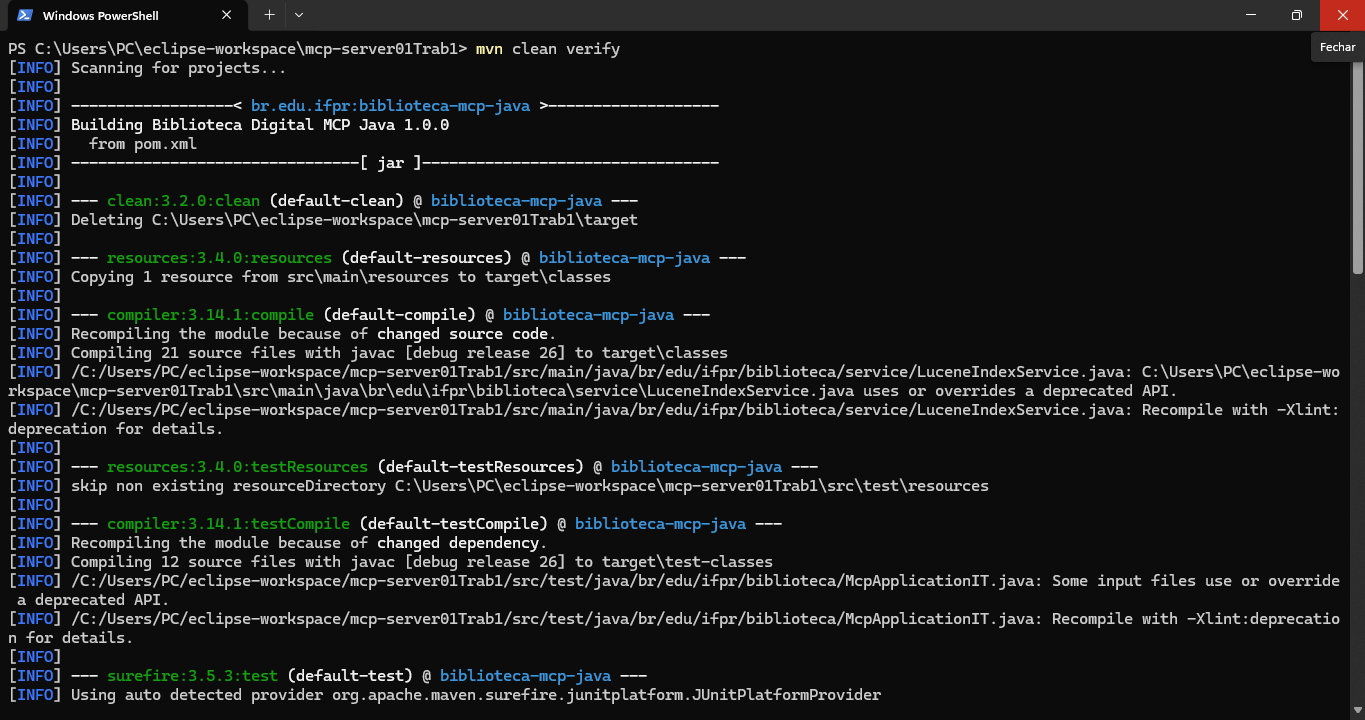 Windows PowerShell
Fechar
PS C:\Users\PC\eclipse-workspace\mcp-server01Trab1> mvn clean verify
[INFO] Scanning for projects...
[INFO]
[INFO] ------------------< br.edu.ifpr:biblioteca-mcp-java >-------------------
[INFO] Building Biblioteca Digital MCP Java 1.0.0
[INFO]   from pom.xml
[INFO] --------------------------------[ jar ]---------------------------------
[INFO]
[INFO] --- clean:3.2.0:clean (default-clean) @ biblioteca-mcp-java ---
[INFO] Deleting C:\Users\PC\eclipse-workspace\mcp-server01Trab1\target
[INFO]
[INFO] --- resources:3.4.0:resources (default-resources) @ biblioteca-mcp-java ---
[INFO] Copying 1 resource from src\main\resources to target\classes
[INFO]
[INFO] --- compiler:3.14.1:compile (default-compile) @ biblioteca-mcp-java ---
[INFO] Recompiling the module because of changed source code.
[INFO] Compiling 21 source files with javac [debug release 26] to target\classes
[INFO] /C:/Users/PC/eclipse-workspace/mcp-server01Trab1/src/main/java/br/edu/ifpr/biblioteca/service/LuceneIndexService.java: C:\Users\PC\eclipse-wo
rkspace\mcp-server01Trab1\src\main\java\br\edu\ifpr\biblioteca\service\LuceneIndexService.java uses or overrides a deprecated API.
[INFO] /C:/Users/PC/eclipse-workspace/mcp-server01Trab1/src/main/java/br/edu/ifpr/biblioteca/service/LuceneIndexService.java: Recompile with -Xlint:
deprecation for details.
[INFO]
[INFO] --- resources:3.4.0:testResources (default-testResources) @ biblioteca-mcp-java ---
[INFO] skip non existing resourceDirectory C:\Users\PC\eclipse-workspace\mcp-server01Trab1\src\test\resources
[INFO]
[INFO] --- compiler:3.14.1:testCompile (default-testCompile) @ biblioteca-mcp-java ---
[INFO] Recompiling the module because of changed dependency.
[INFO] Compiling 12 source files with javac [debug release 26] to target\test-classes
[INFO] /C:/Users/PC/eclipse-workspace/mcp-server01Trab1/src/test/java/br/edu/ifpr/biblioteca/McpApplicationIT.java: Some input files use or override
 a deprecated API.
[INFO] /C:/Users/PC/eclipse-workspace/mcp-server01Trab1/src/test/java/br/edu/ifpr/biblioteca/McpApplicationIT.java: Recompile with -Xlint:deprecatio
n for details.
[INFO]
[INFO] --- surefire:3.5.3:test (default-test) @ biblioteca-mcp-java ---
[INFO] Using auto detected provider org.apache.maven.surefire.junitplatform.JUnitPlatformProvider